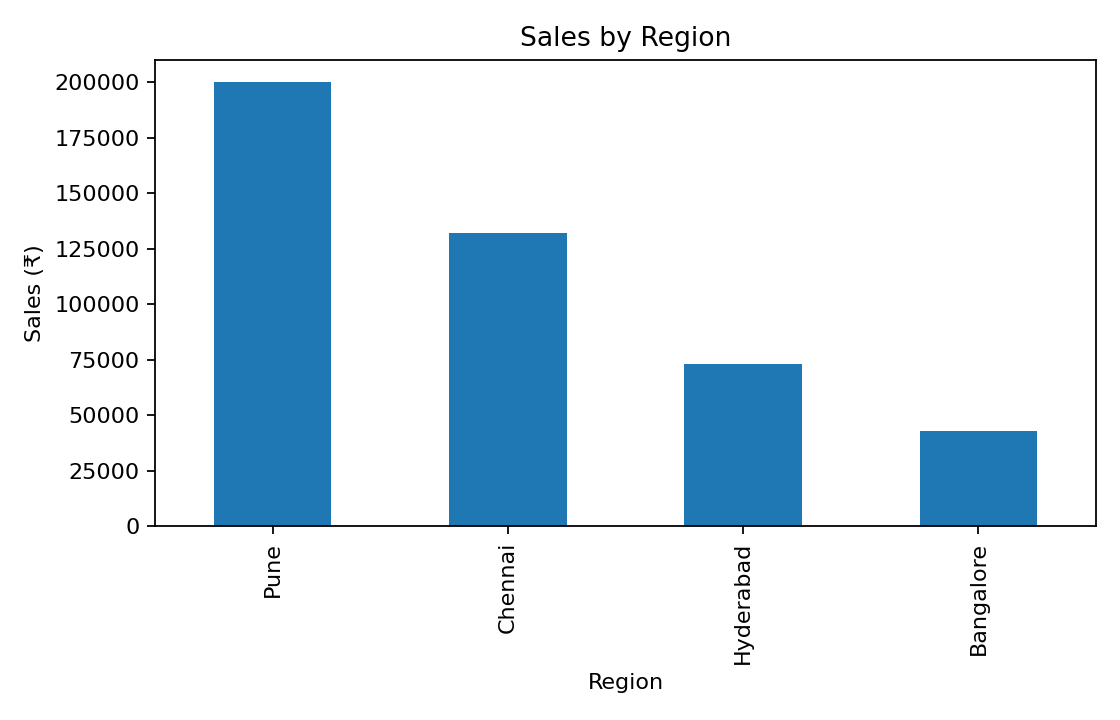 Sales by Region
Sales (₹)
200000
175000
150000
125000
100000
75000
50000
25000
0
Pune
Chennai
Hyderabad
Bangalore
Region